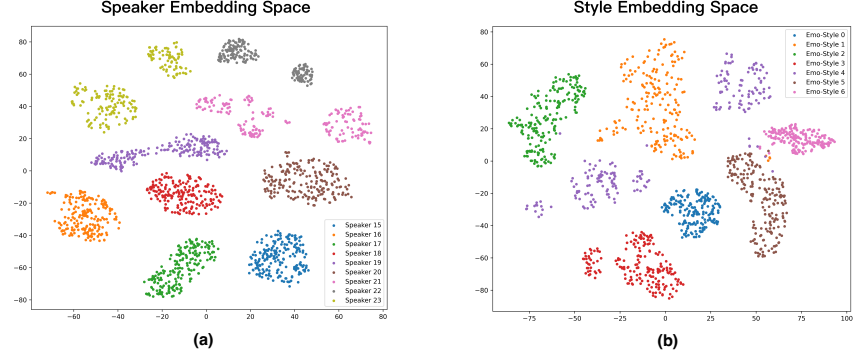 Speaker Embedding Space
80
60
40
20
0
−20
−40
−60
−80
−60
−40
−20
0
20
40
60
80
Speaker 15
Speaker 16
Speaker 17
Speaker 18
Speaker 19
Speaker 20
Speaker 21
Speaker 22
Speaker 23
(a)
Style Embedding Space
80
60
40
20
0
−20
−40
−60
−80
−75
−50
−25
0
25
50
75
100
Emo-Style 0
Emo-Style 1
Emo-Style 2
Emo-Style 3
Emo-Style 4
Emo-Style 5
Emo-Style 6
(b)